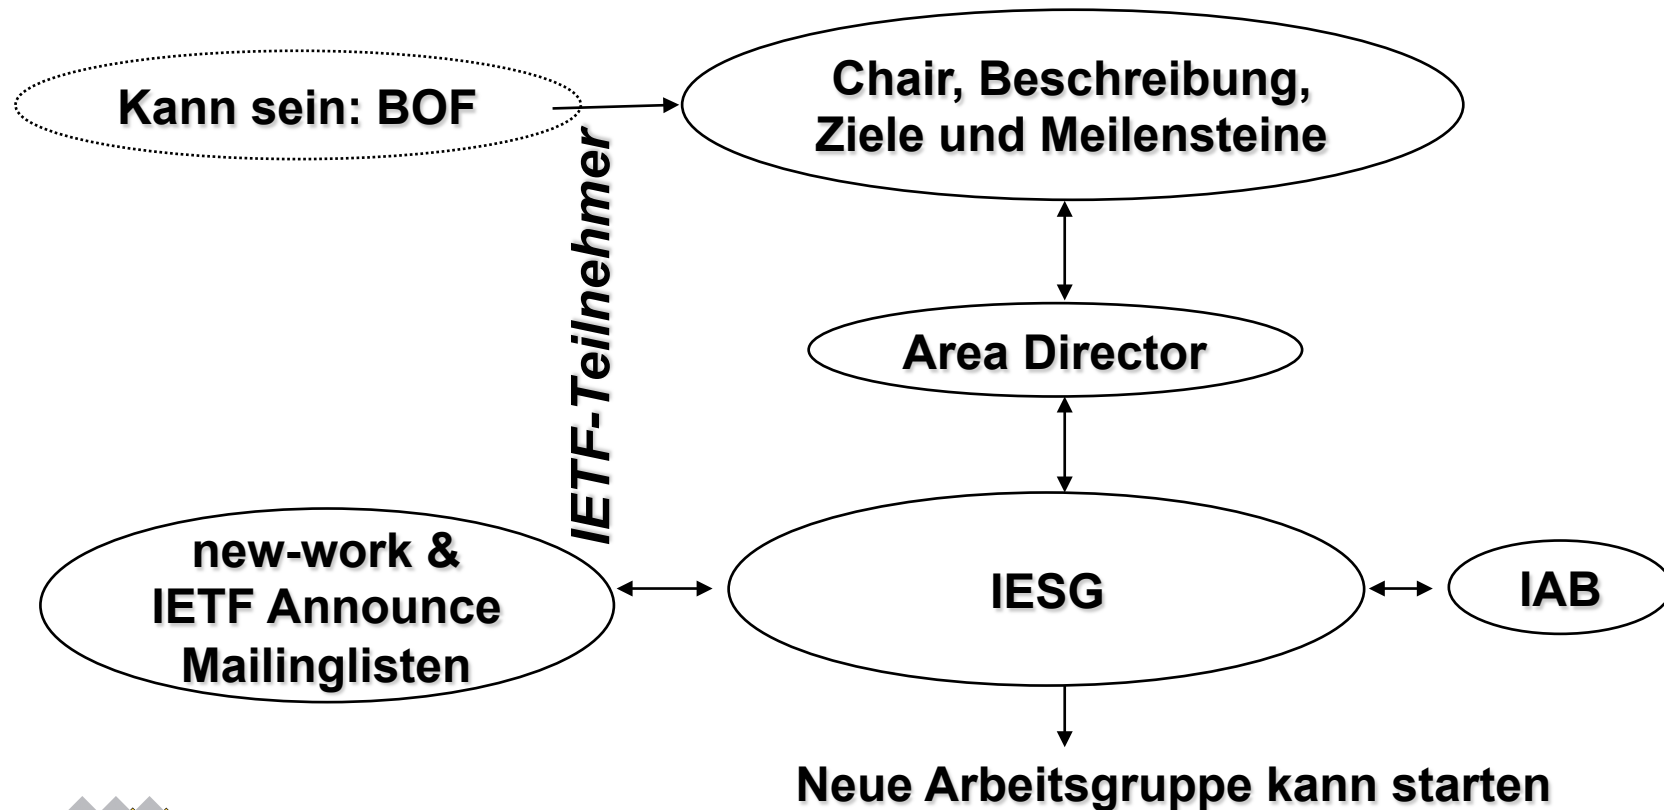 Kann sein: BOF
Chair, Beschreibung,
Ziele und Meilensteine
IETF-Teilnehmer
Area Director
new-work &
IETF Announce
Mailinglisten
IESG
IAB
Neue Arbeitsgruppe kann starten